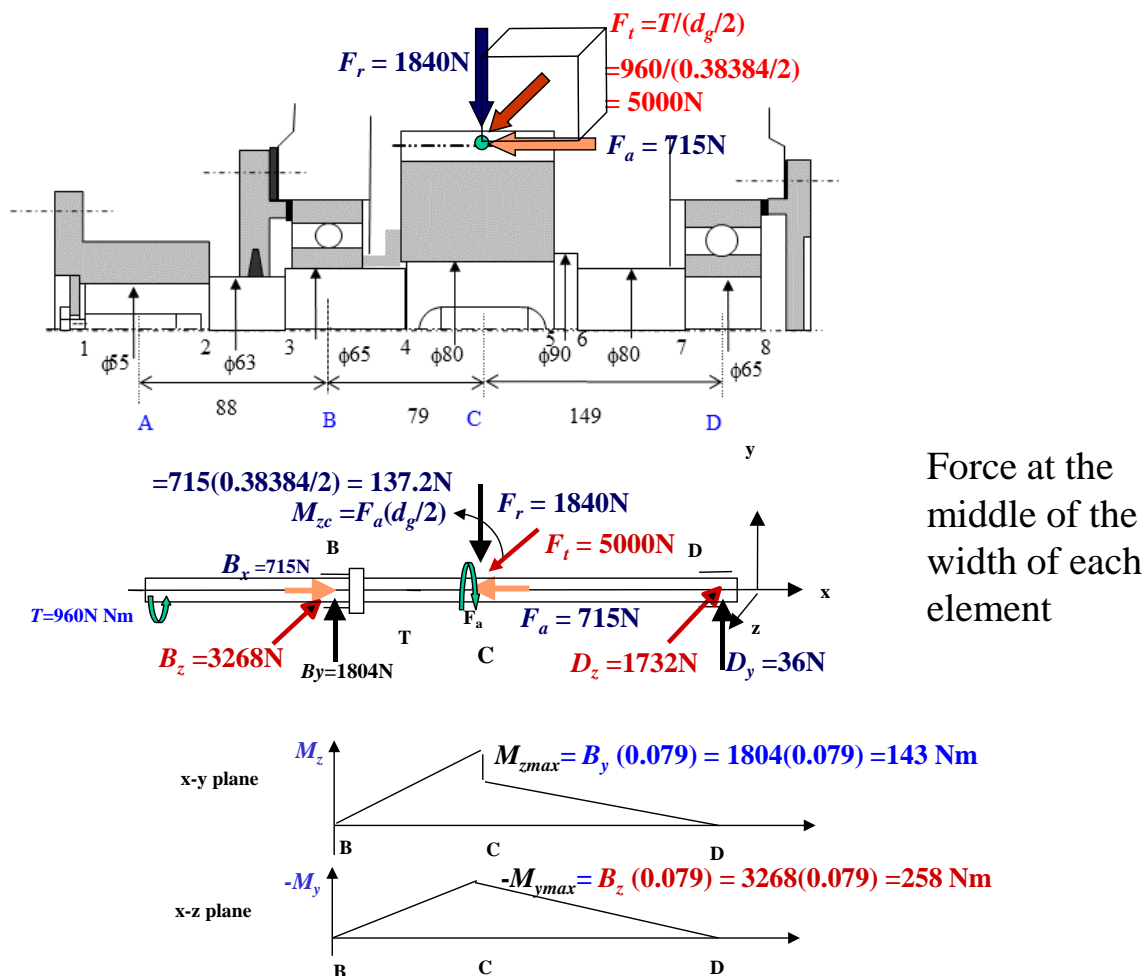 F_t =T/(d_g/2)
F_r = 1840N
=960/(0.38384/2)
= 5000N
F_a = 715N
1
ϕ55
2
ϕ63
3
ϕ65
4
ϕ80
5
ϕ90
6
ϕ80
7
ϕ65
8
88
79
149
A
B
C
D
y
=715(0.38384/2) = 137.2N
M_zc =F_a(d_g/2)
F_r = 1840N
Force at the
middle of the
width of each
element
B
F_t = 5000N
D
B_x =715N
x
T=960N Nm
F_a
F_a = 715N
z
T
C
B_z =3268N
By=1804N
D_z =1732N
D_y =36N
M_z
M_zmax= B_y (0.079) = 1804(0.079) =143 Nm
x-y plane
B
C
D
-M_y
-M_ymax= B_z (0.079) = 3268(0.079) =258 Nm
x-z plane
B
C
D